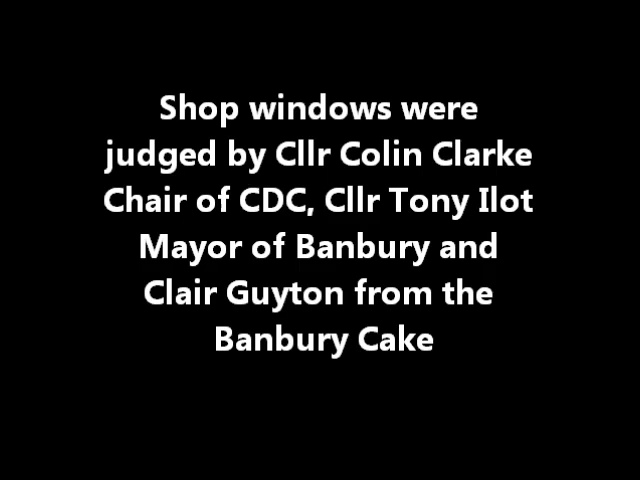 Shop windows were
judged by Cllr Colin Clarke
Chair of CDC, Cllr Tony Ilot
Mayor of Banbury and
Clair Guyton from the
Banbury Cake